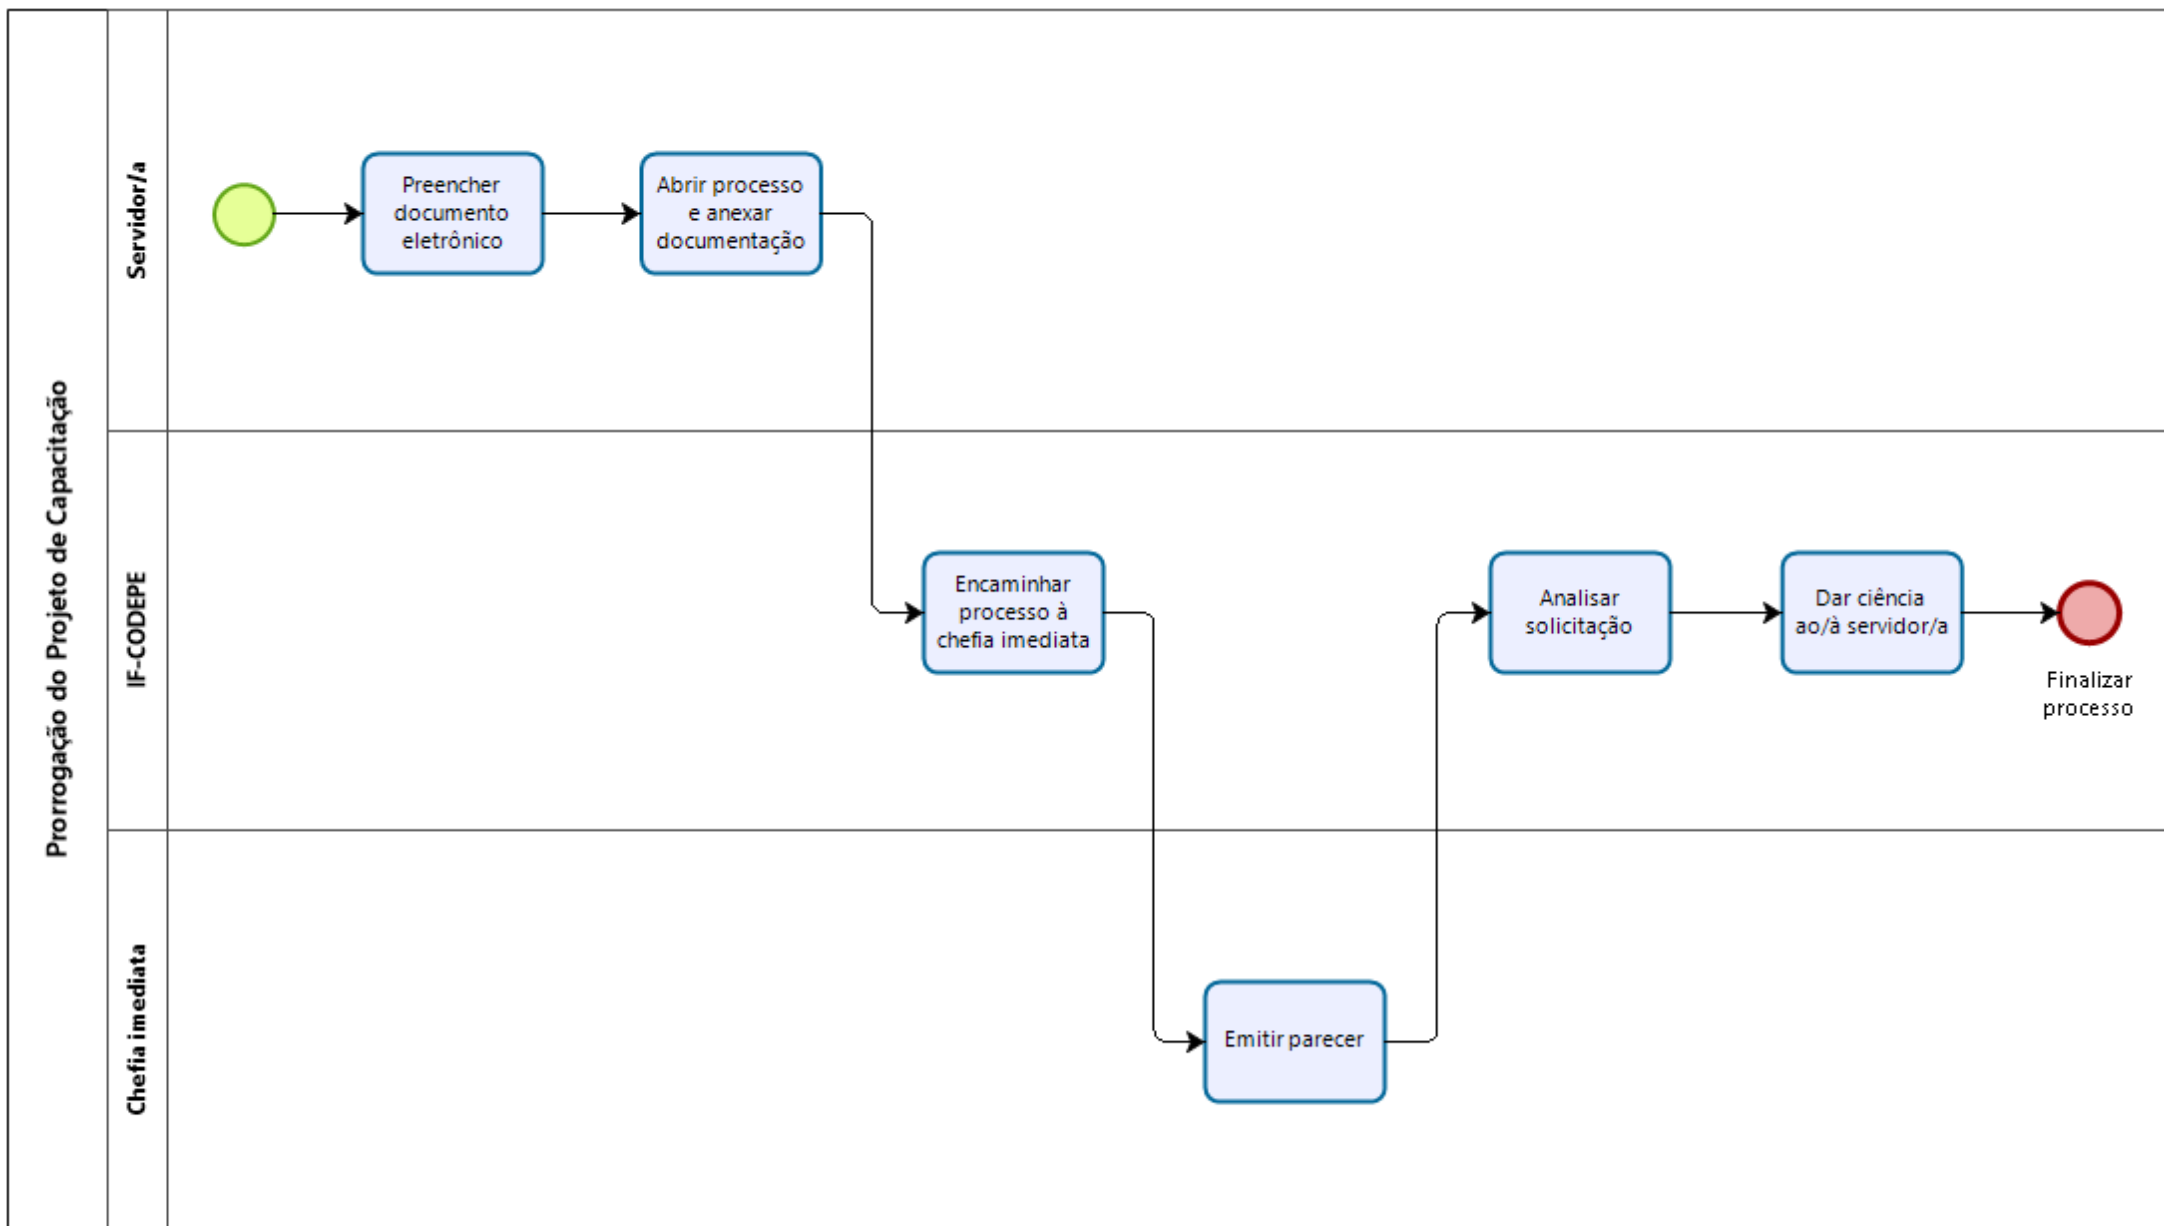 Prorrogação do Projeto de Capacitação
Servidor/a
Preencher
documento
eletrônico
Abrir processo
e anexar
documentação
IF-CODEPE
Encaminhar
processo à
chefia imediata
Analisar
solicitação
Dar ciência
ao/à servidor/a
Finalizar
processo
Chefia imediata
Emitir parecer